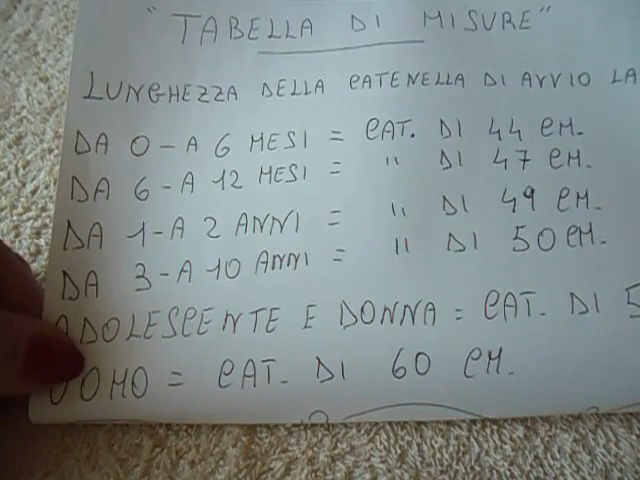 "TABELLA DI MISURE"
LUNGHEZZA DELLA CATENELLA DI AVVIO LA
DA 0-A 6 MESI = CAT. DI 44 CM.
DA 6-A 12 MESI = " DI 47 CM.
DA 1-A 2 ANNI = " DI 49 CM.
DA 3-A 10 ANNI = " DI 50 CM.
ADOLESCENTE E DONNA = CAT. DI 5
UOMO = CAT. DI 60 CM.